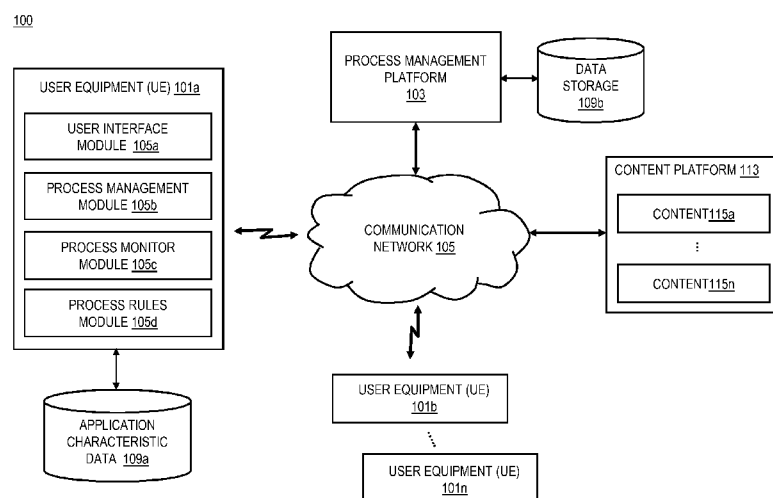 100
USER EQUIPMENT (UE) 101a
USER INTERFACE
MODULE 105a
PROCESS MANAGEMENT
MODULE 105b
PROCESS MONITOR
MODULE 105c
PROCESS RULES
MODULE 105d
APPLICATION
CHARACTERISTIC
DATA 109a
PROCESS MANAGEMENT
PLATFORM
103
DATA
STORAGE
109b
COMMUNICATION
NETWORK 105
CONTENT PLATFORM 113
CONTENT115a
CONTENT115n
USER EQUIPMENT (UE)
101b
USER EQUIPMENT (UE)
101n